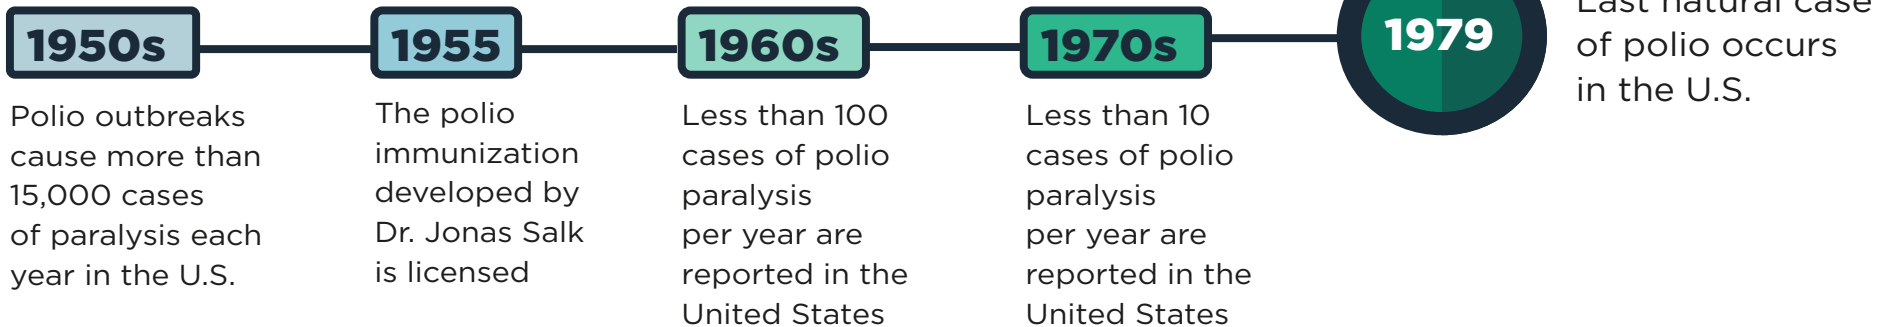 1950s
Polio outbreaks
cause more than
15,000 cases
of paralysis each
year in the U.S.
1955
The polio
immunization
developed by
Dr. Jonas Salk
is licensed
1960s
Less than 100
cases of polio
paralysis
per year are
reported in the
United States
1970s
Less than 10
cases of polio
paralysis
per year are
reported in the
United States
1979
Last natural case
of polio occurs
in the U.S.